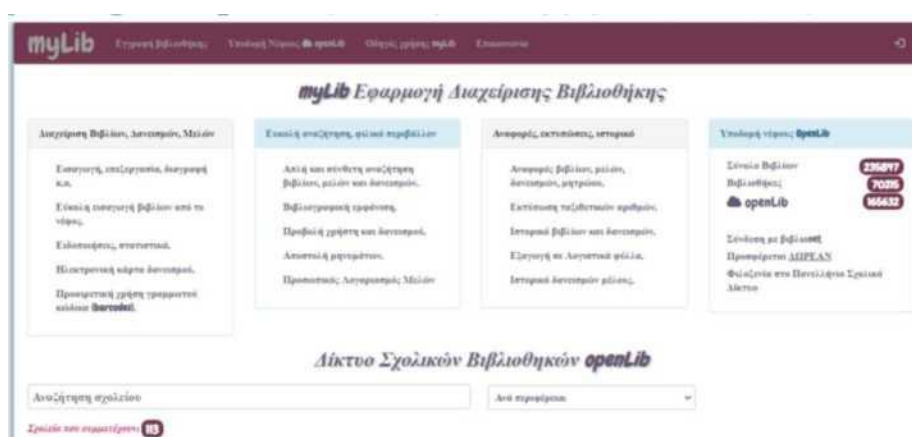 myLib Εγγραφή βιβλιοθήκης Υποδομή Νέφους openLib Οδηγός χρήσης myLib Επικοινωνία
myLib Εφαρμογή Διαχείρισης Βιβλιοθήκης
Διαχείριση Βιβλίων, Δανεισμών, Μελών
Εισαγωγή, επεξεργασία, διαγραφή
κ.α.
Εύκολη εισαγωγή βιβλίων από το
νέφος.
Ειδοποιήσεις, στατιστικά.
Ηλεκτρονική κάρτα δανεισμού.
Προαιρετική χρήση γραμμωτού
κώδικα (barcodes).
Εύκολη αναζήτηση, φιλικό περιβάλλον
Απλή και σύνθετη αναζήτηση
βιβλίων, μελών και δανεισμών.
Βιβλιογραφική εμφάνιση.
Προβολή χρήστη και δανεισμού.
Αποστολή μηνυμάτων.
Προσωπικός Λογαριασμός Μελών
Αναφορές, εκτυπώσεις, ιστορικό
Αναφορές βιβλίων, μελών,
δανεισμών, μητρώου.
Εκτύπωση ταξιθετικών αριθμών.
Ιστορικό βιβλίων και δανεισμών.
Εξαγωγή σε λογιστικά φύλλα.
Ιστορικό δανεισμών μέλους.
Υποδομή νέφους OpenLib
Σύνολο Βιβλίων 235847
Βιβλιοθήκες 70215
openLib 165632
Σύνδεση με βιβλιοnet
Προσφέρεται ΔΩΡΕΑΝ
Φιλοξενία στο Πανελλήνιο Σχολικό
Δίκτυο
Δίκτυο Σχολικών Βιβλιοθηκών openLib
Αναζήτηση σχολείου Ανά περιφέρεια
Σχολεία που συμμετέχουν: 113